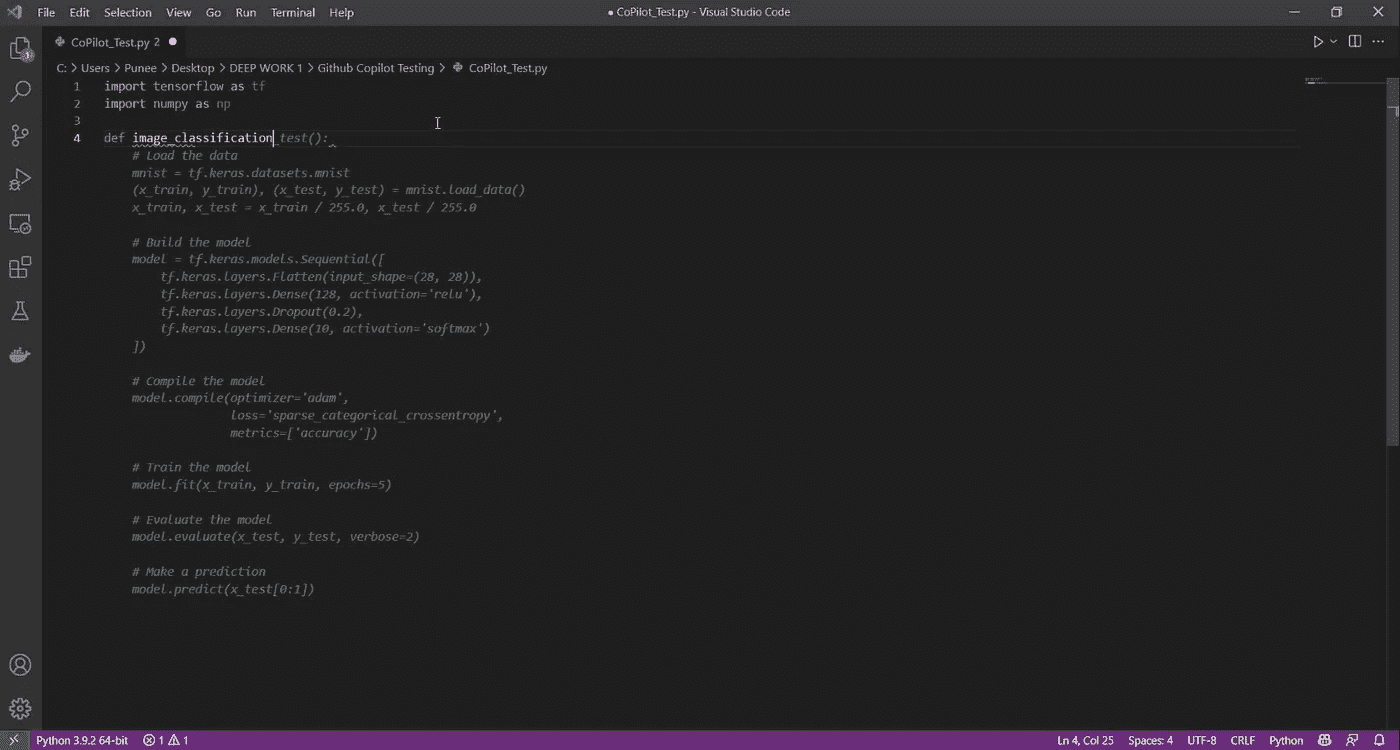 File Edit Selection View Go Run Terminal Help
● CoPilot_Test.py - Visual Studio Code
CoPilot_Test.py 2 ●
C: > Users > Punee > Desktop > DEEP WORK 1 > Github Copilot Testing > CoPilot_Test.py
1 import tensorflow as tf
2 import numpy as np
3
4 def image_classification_test():
# Load the data
mnist = tf.keras.datasets.mnist
(x_train, y_train), (x_test, y_test) = mnist.load_data()
x_train, x_test = x_train / 255.0, x_test / 255.0
# Build the model
model = tf.keras.models.Sequential([
tf.keras.layers.Flatten(input_shape=(28, 28)),
tf.keras.layers.Dense(128, activation='relu'),
tf.keras.layers.Dropout(0.2),
tf.keras.layers.Dense(10, activation='softmax')
])
# Compile the model
model.compile(optimizer='adam',
loss='sparse_categorical_crossentropy',
metrics=['accuracy'])
# Train the model
model.fit(x_train, y_train, epochs=5)
# Evaluate the model
model.evaluate(x_test, y_test, verbose=2)
# Make a prediction
model.predict(x_test[0:1])
Python 3.9.2 64-bit 1 1 Ln 4, Col 25 Spaces: 4 UTF-8 CRLF Python